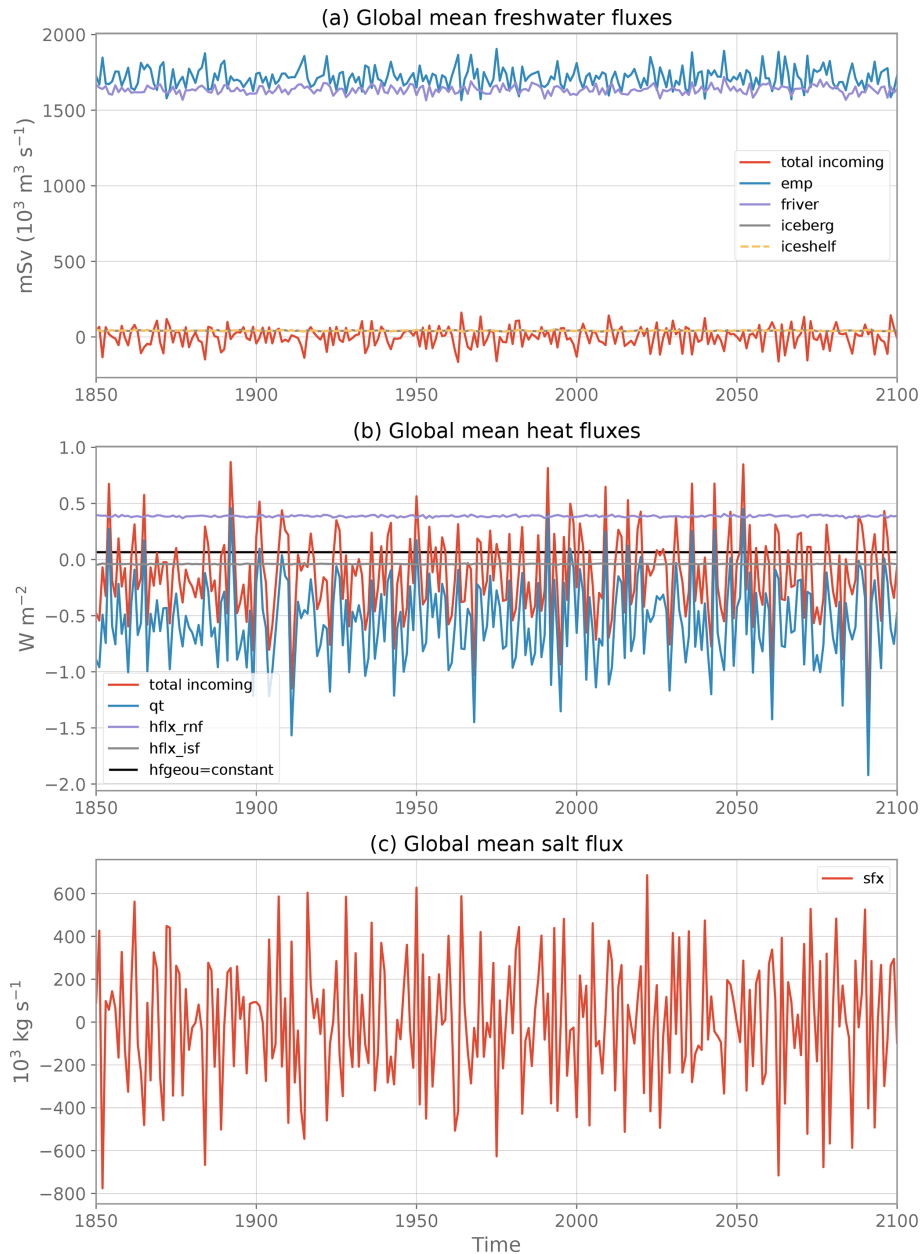 (a) Global mean freshwater fluxes
mSv (10³ m³ s⁻¹)
2000
1500
1000
500
0
total incoming
emp
friver
iceberg
iceshelf
1850
1900
1950
2000
2050
2100
(b) Global mean heat fluxes
W m⁻²
1.0
0.5
0.0
−0.5
−1.0
−1.5
−2.0
total incoming
qt
hflx_rnf
hflx_isf
hfgeou=constant
1850
1900
1950
2000
2050
2100
(c) Global mean salt flux
10³ kg s⁻¹
600
400
200
0
−200
−400
−600
−800
sfx
1850
1900
1950
2000
2050
2100
Time